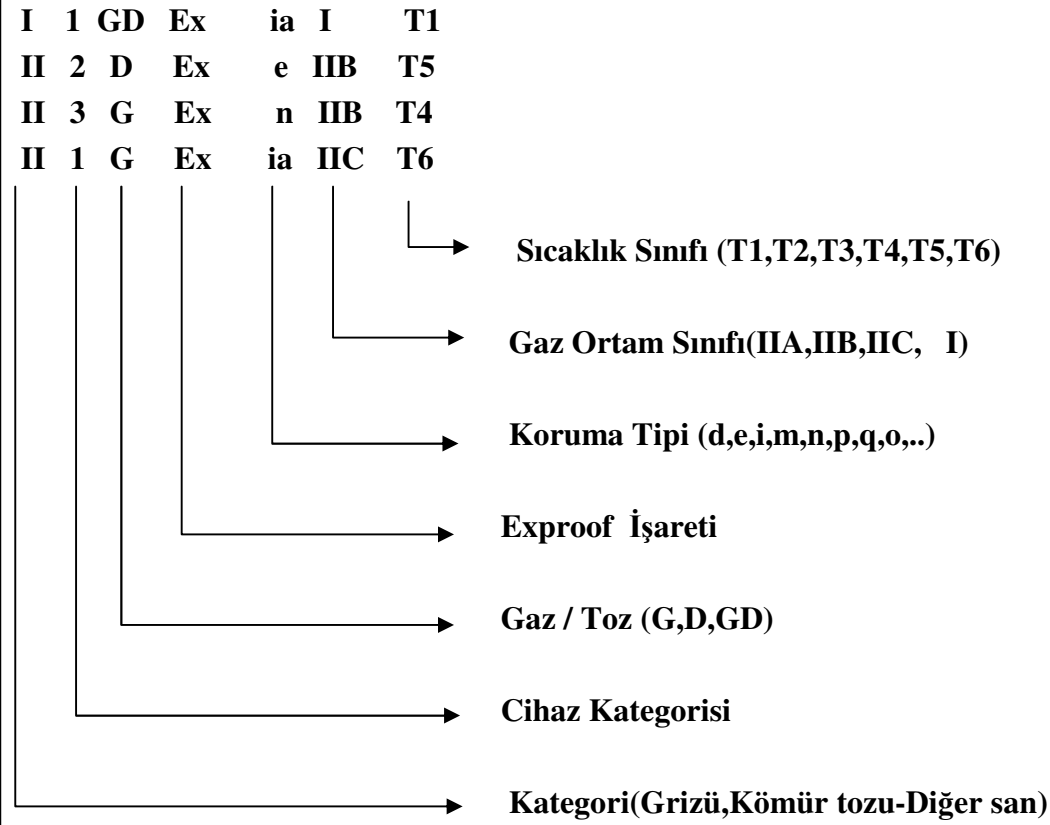 I 1 GD Ex ia I T1
II 2 D Ex e IIB T5
II 3 G Ex n IIB T4
II 1 G Ex ia IIC T6
Sıcaklık Sınıfı (T1,T2,T3,T4,T5,T6)
Gaz Ortam Sınıfı(IIA,IIB,IIC, I)
Koruma Tipi (d,e,i,m,n,p,q,o,..)
Exproof İşareti
Gaz / Toz (G,D,GD)
Cihaz Kategorisi
Kategori(Grizü,Kömür tozu-Diğer san)